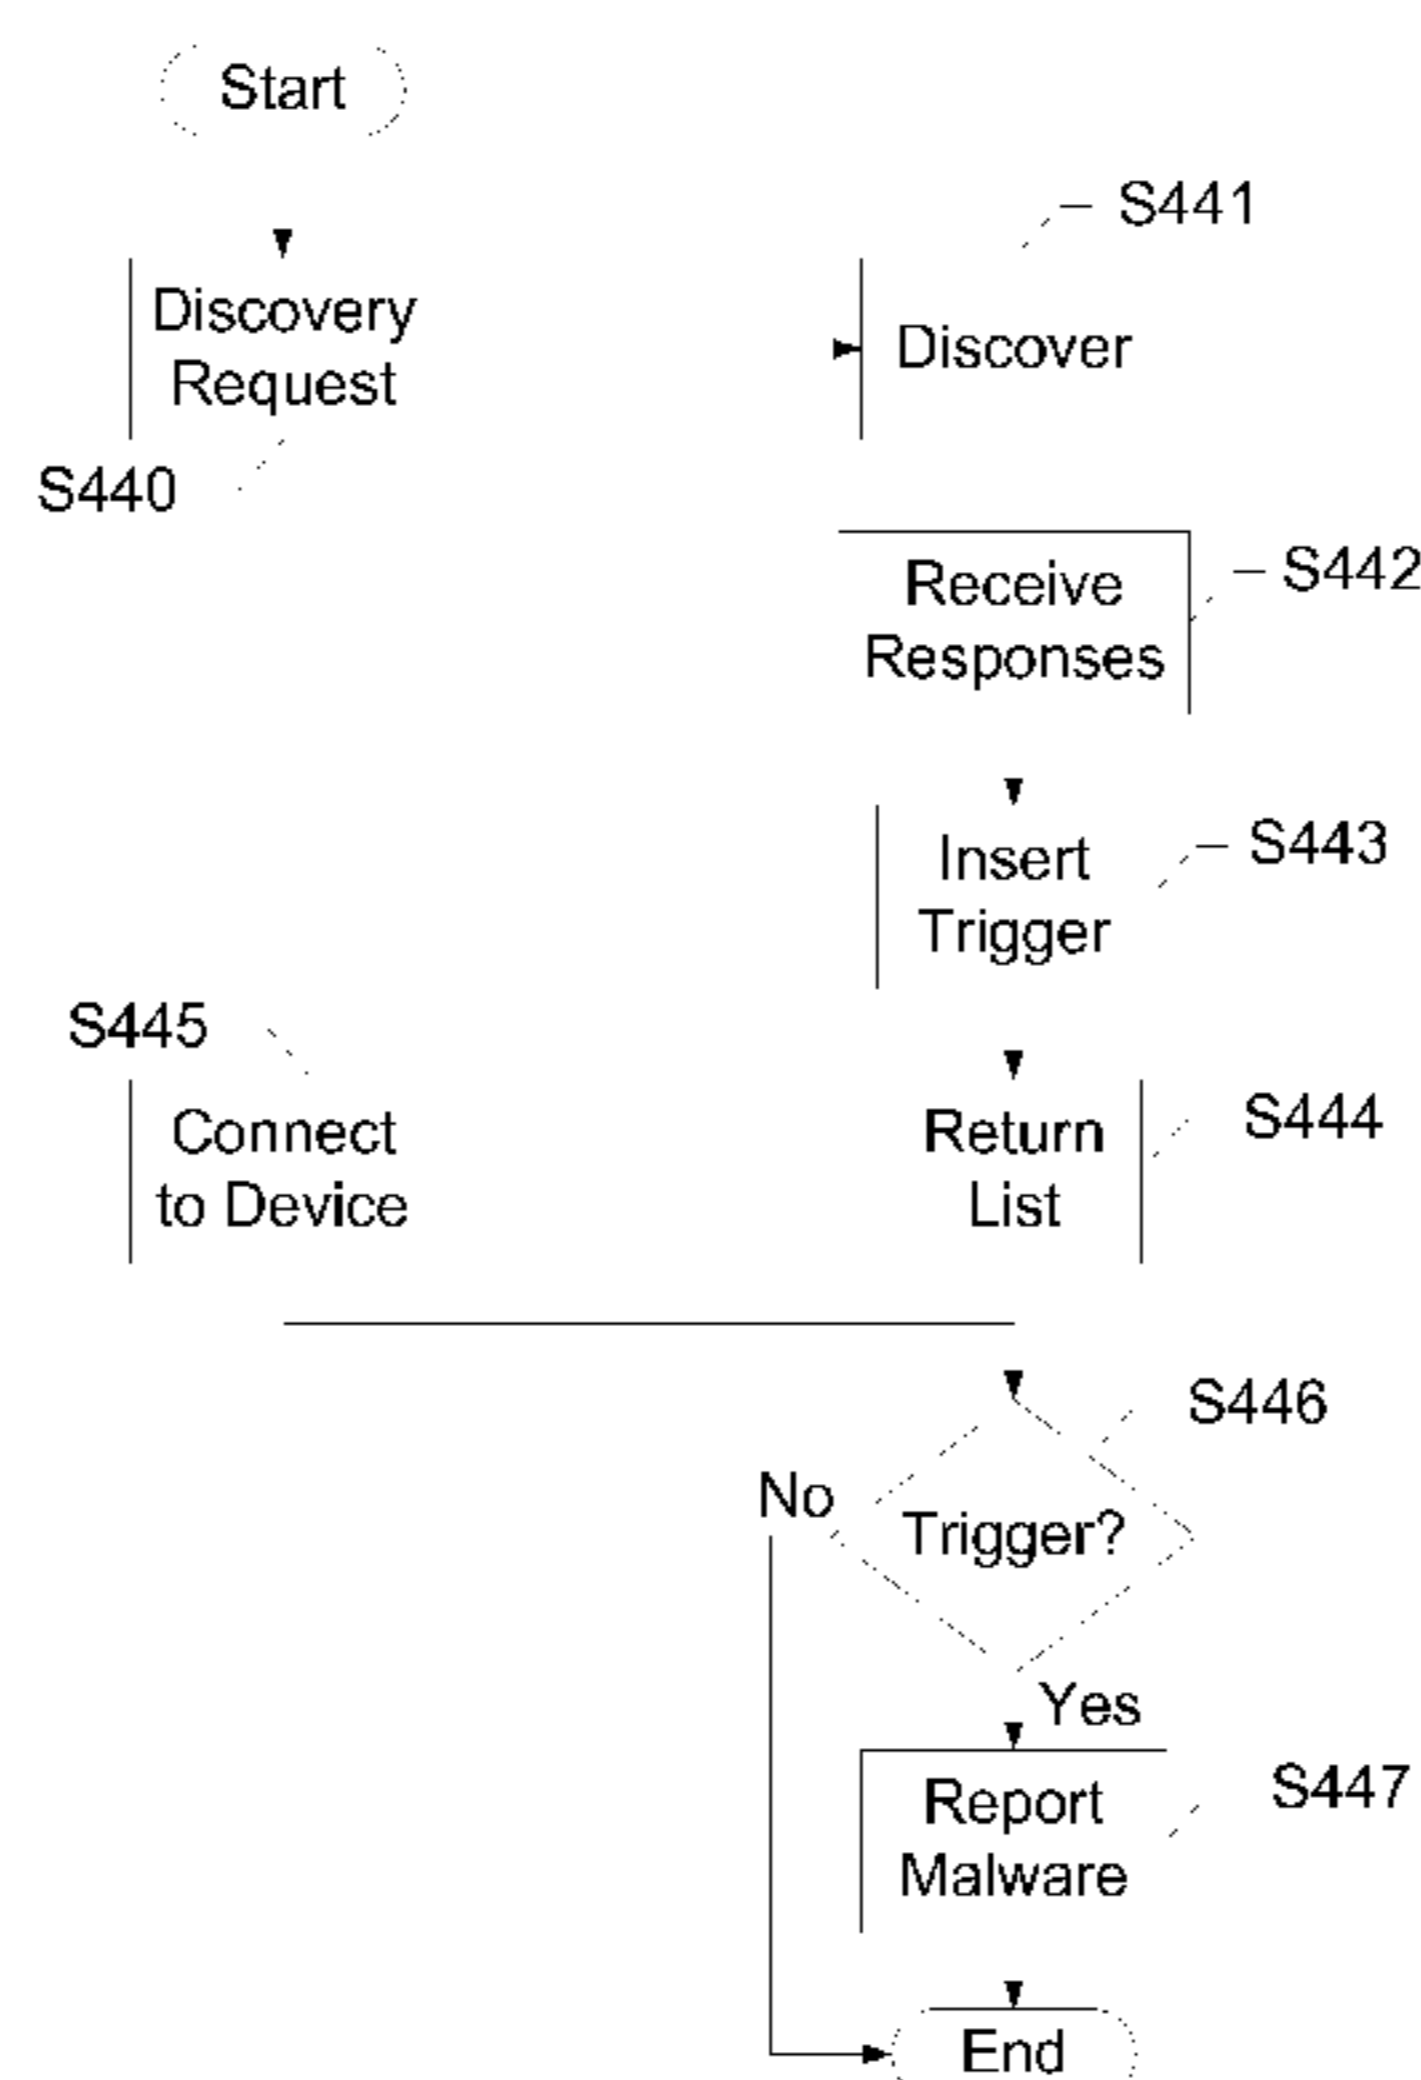 Start
S441
Discovery
Request
Discover
S440
S442
Receive
Responses
S443
Insert
Trigger
S445
Connect
to Device
Return
List
S444
S446
No
Trigger?
Yes
S447
Report
Malware
End